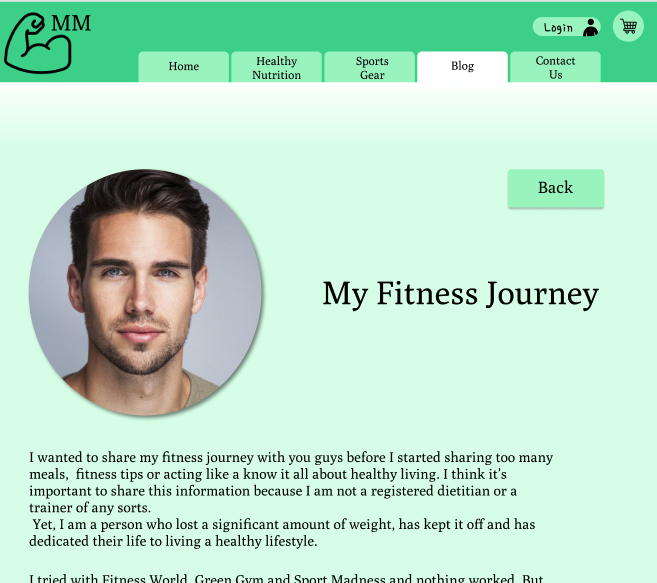 MM
Login
Home
Healthy
Nutrition
Sports
Gear
Blog
Contact
Us
Back
My Fitness Journey
I wanted to share my fitness journey with you guys before I started sharing too many
meals,  fitness tips or acting like a know it all about healthy living. I think it's
important to share this information because I am not a registered dietitian or a
trainer of any sorts.
Yet, I am a person who lost a significant amount of weight, has kept it off and has
dedicated their life to living a healthy lifestyle.
I tried with Fitness World, Green Gym and Sport Madness and nothing worked. But